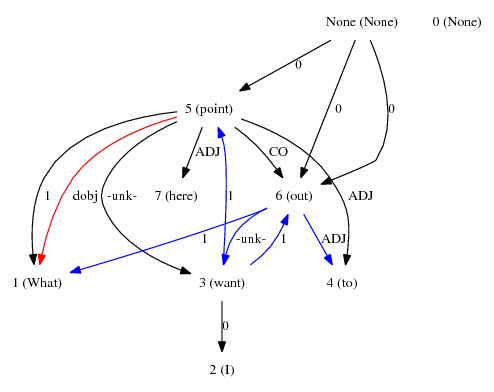 None (None) 0 (None)
0
5 (point) 0 0
ADJ CO
1 dobj -unk- 7 (here) 1 6 (out) ADJ
1 -unk- 1 ADJ
1 (What) 3 (want) 4 (to)
0
2 (I)